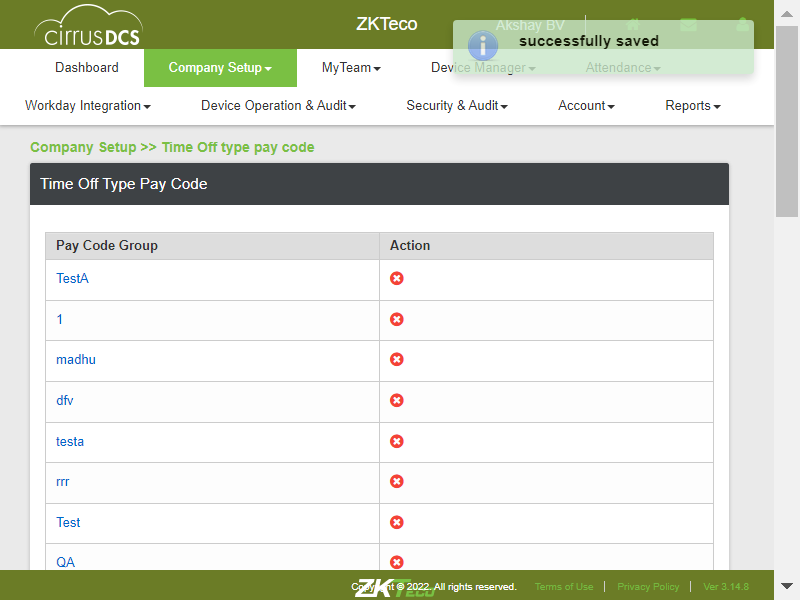 cirrusDCS
ZKTeco
Akshay BV
successfully saved
Dashboard
Company Setup
MyTeam
Device Manager
Attendance
Workday Integration
Device Operation & Audit
Security & Audit
Account
Reports
Company Setup >> Time Off type pay code
Time Off Type Pay Code
Pay Code Group
Action
TestA
1
madhu
dfv
testa
rrr
Test
QA
ZKTeco
Copyright © 2022. All rights reserved.
Terms of Use
Privacy Policy
Ver 3.14.8